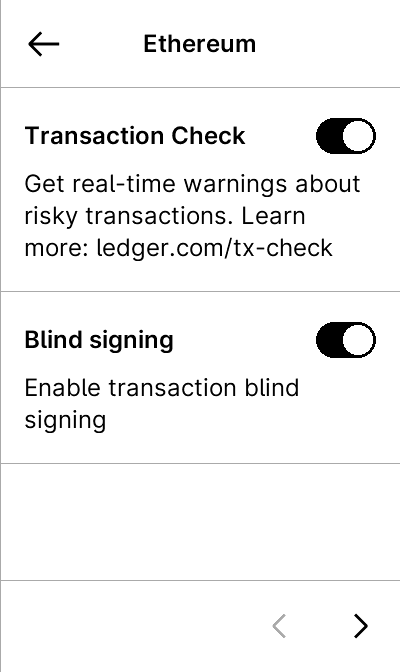 Ethereum
Transaction Check
Get real-time warnings about
risky transactions. Learn
more: ledger.com/tx-check
Blind signing
Enable transaction blind
signing